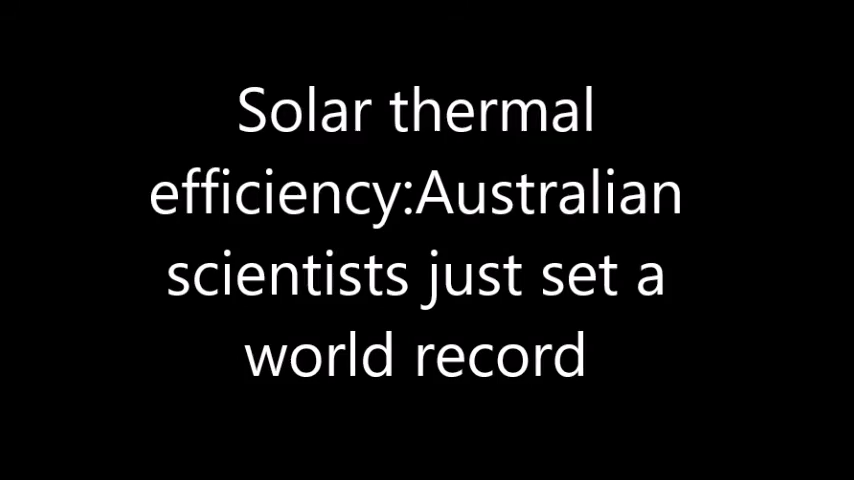 Solar thermal
efficiency:Australian
scientists just set a
world record